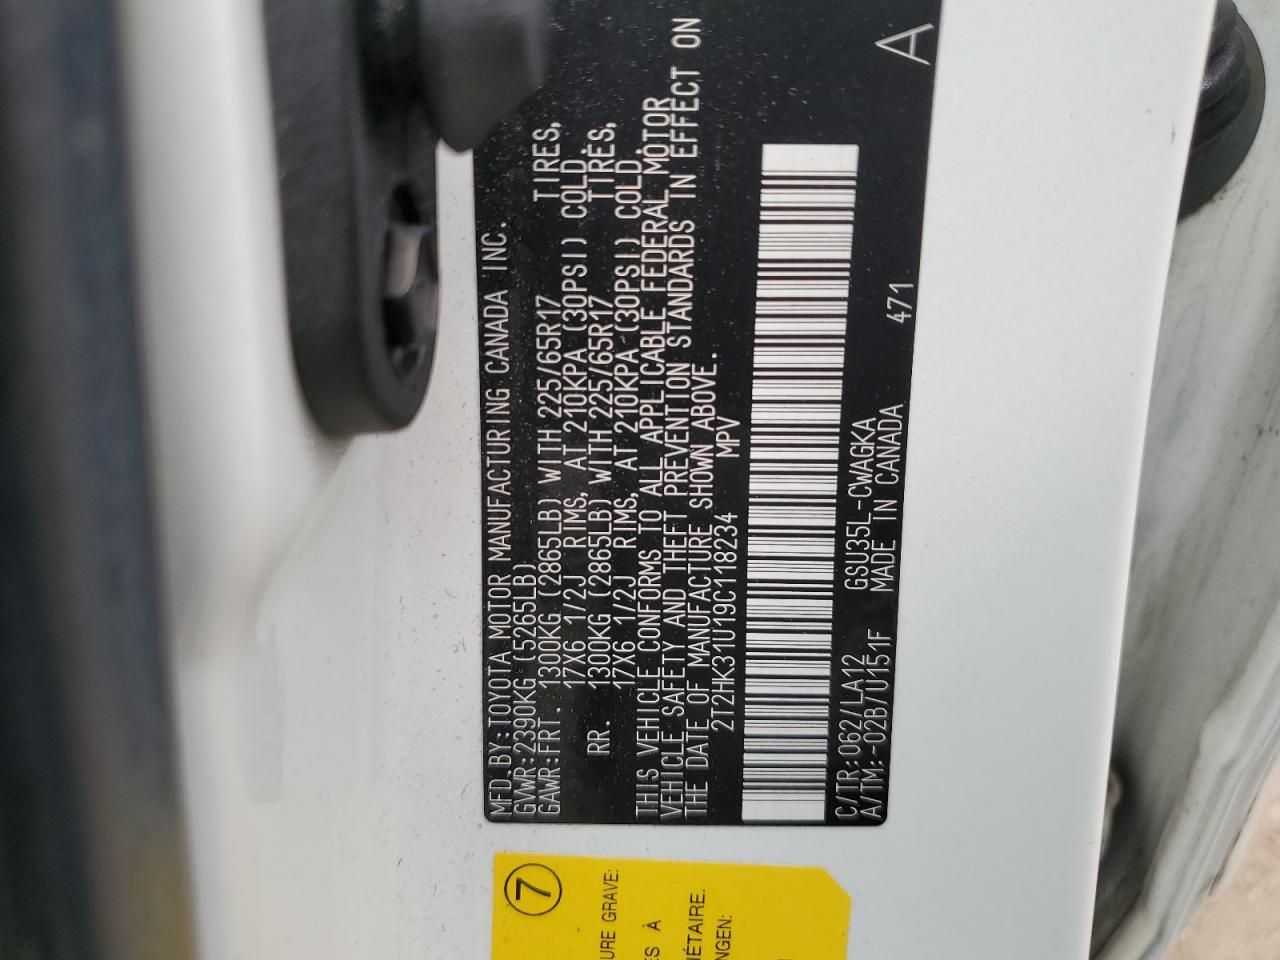 MFD.BY:TOYOTA MOTOR MANUFACTURING CANADA INC.
GVWR:2390KG (5265LB)
GAWR:FRT. 1300KG (2865LB) WITH 225/65R17 TIRES,
17X6 1/2J RIMS, AT 210KPA (30PSI) COLD.
RR. 1300KG (2865LB) WITH 225/65R17 TIRES,
17X6 1/2J RIMS, AT 210KPA (30PSI) COLD.
THIS VEHICLE CONFORMS TO ALL APPLICABLE FEDERAL MOTOR
VEHICLE SAFETY AND THEFT PREVENTION STANDARDS IN EFFECT ON
THE DATE OF MANUFACTURE SHOWN ABOVE.
2T2HK31U19C118234 MPV
C/TR:062/LA12 GSU35L-CWAGKA
A/TM:-02B/U151F MADE IN CANADA 471 A
7
URE GRAVE:
ES À
IÉTAIRE.
NGEN: